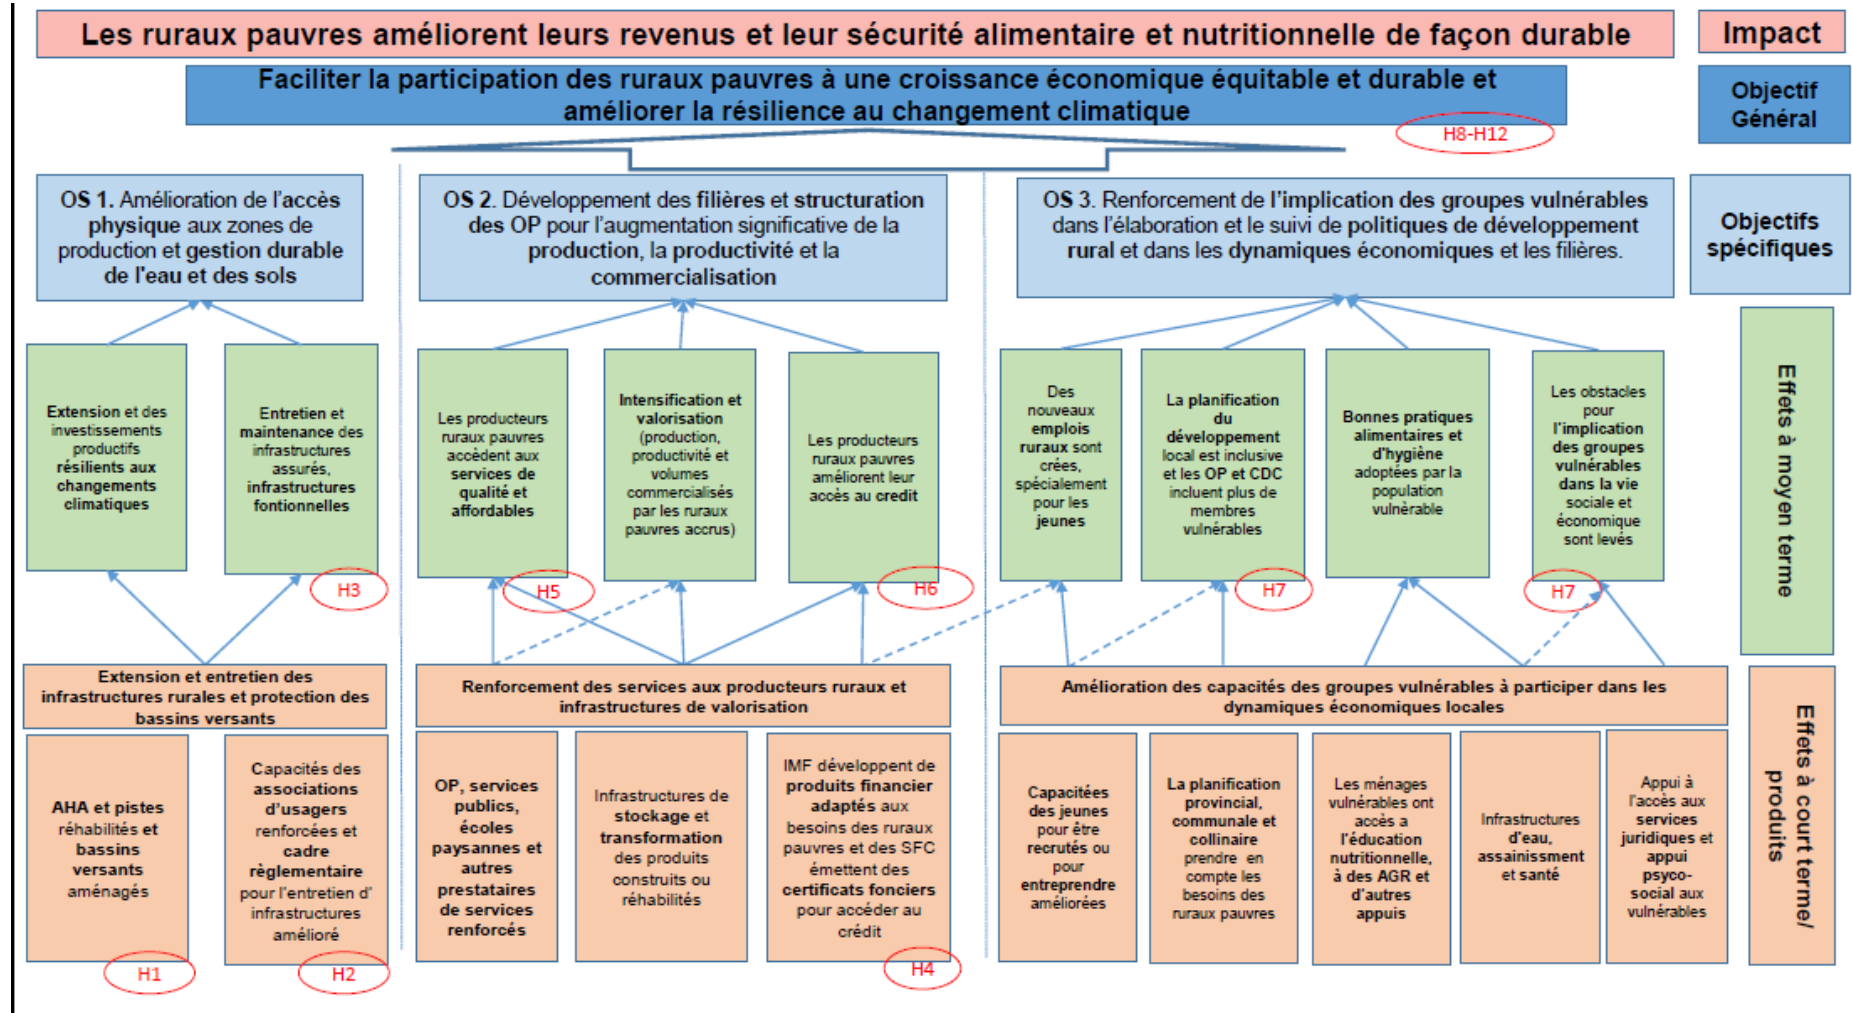 Les ruraux pauvres améliorent leurs revenus et leur sécurité alimentaire et nutritionnelle de façon durable
Impact
Faciliter la participation des ruraux pauvres à une croissance économique équitable et durable et
améliorer la résilience au changement climatique
Objectif
Général
H8-H12
OS 1. Amélioration de l'accès
physique aux zones de
production et gestion durable
de l'eau et des sols
OS 2. Développement des filières et structuration
des OP pour l'augmentation significative de la
production, la productivité et la
commercialisation
OS 3. Renforcement de l'implication des groupes vulnérables
dans l'élaboration et le suivi de politiques de développement
rural et dans les dynamiques économiques et les filières.
Objectifs
spécifiques
Extension et des
investissements
productifs
résilients aux
changements
climatiques
Entretien et
maintenance des
infrastructures
assurés,
infrastructures
fontionnelles
H3
Les producteurs
ruraux pauvres
accèdent aux
services de
qualité et
affordables
H5
Intensification et
valorisation
(production,
productivité et
volumes
commercialisés
par les ruraux
pauvres accrus)
Les producteurs
ruraux pauvres
améliorent leur
accès au credit
H6
Des
nouveaux
emplois
ruraux sont
crées,
spécialement
pour les
jeunes
La planification
du
développement
local est inclusive
et les OP et CDC
incluent plus de
membres
vulnérables
H7
Bonnes pratiques
alimentaires et
d'hygiène
adoptées par la
population
vulnèrable
Les obstacles
pour
l'implication
des groupes
vulnérables
dans la vie
sociale et
économique
sont levés
H7
Effets à moyen terme
Extension et entretien des
infrastructures rurales et protection des
bassins versants
Renforcement des services aux producteurs ruraux et
infrastructures de valorisation
Amélioration des capacités des groupes vulnérables à participer dans les
dynamiques économiques locales
AHA et pistes
réhabilités et
bassins
versants
aménagés
H1
Capacités des
associations
d'usagers
renforcées et
cadre
règlementaire
pour l'entretien d'
infrastructures
amélioré
H2
OP, services
publics,
écoles
paysannes et
autres
prestataires
de services
renforcés
Infrastructures de
stockage et
transformation
des produits
construits ou
réhabilités
IMF développent de
produits financier
adaptés aux
besoins des ruraux
pauvres et des SFC
émettent des
certificats fonciers
pour accéder au
crédit
H4
Capacitées
des jeunes
pour être
recrutés ou
pour
entreprendre
améliorées
La planification
provincial,
communale et
collinaire
prendre en
compte les
besoins des
ruraux pauvres
Les ménages
vulnérables ont
accès a
l'éducation
nutritionnelle,
à des AGR et
d'autres
appuis
Infrastructures
d'eau,
assainissment
et santé
Appui à
l'accès aux
services
juridiques et
appui
psyco-
social aux
vulnérables
Effets à court terme/
produits